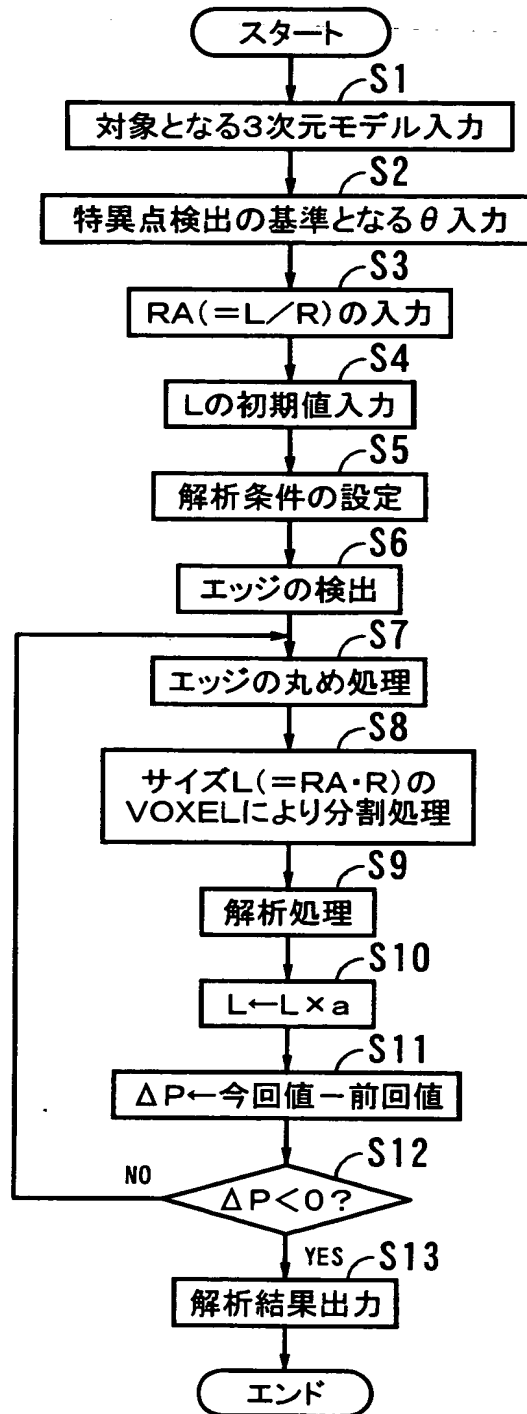 スタート
S1
対象となる3次元モデル入力
S2
特異点検出の基準となるθ入力
S3
RA(=L/R)の入力
S4
Lの初期値入力
S5
解析条件の設定
S6
エッジの検出
S7
エッジの丸め処理
S8
サイズL(=RA・R)の
VOXELにより分割処理
S9
解析処理
S10
L←L×a
S11
ΔP←今回値-前回値
S12
NO
ΔP<0?
YES
S13
解析結果出力
エンド